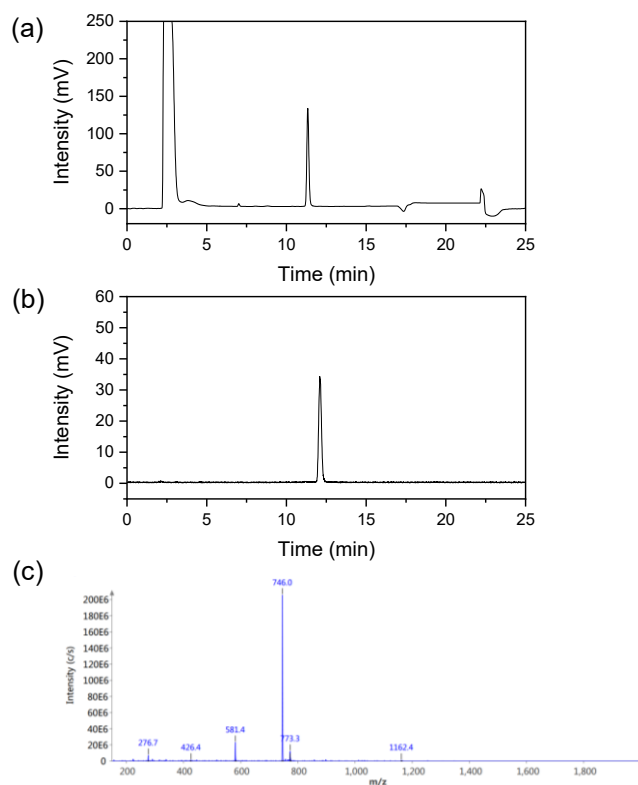 (a)
Intensity (mV)
250
200
150
100
50
0
0 5 10 15 20 25
Time (min)
(b)
Intensity (mV)
60
50
40
30
20
10
0
0 5 10 15 20 25
Time (min)
(c)
Intensity (c/s)
200E6
180E6
160E6
140E6
120E6
100E6
80E6
60E6
40E6
20E6
0
746.0
581.4
276.7
426.4
773.3
1162.4
200 400 600 800 1,000 1,200 1,400 1,600 1,800
m/z